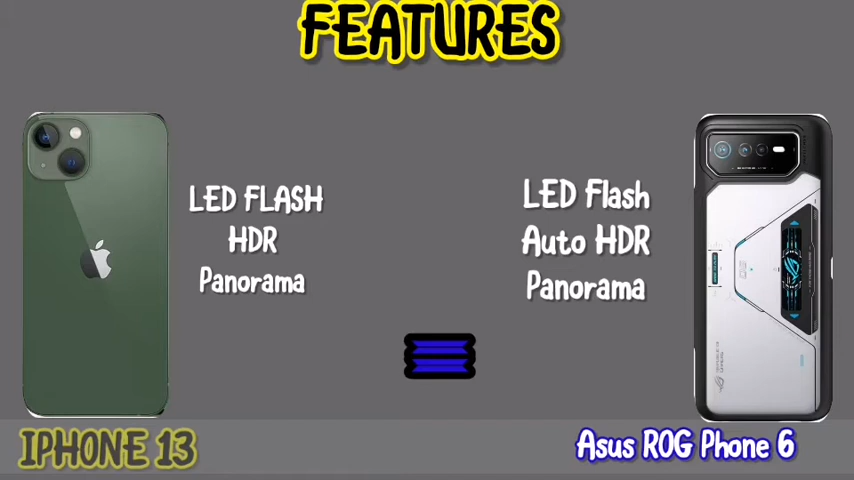 FEATURES
LED FLASH
HDR
Panorama
LED Flash
Auto HDR
Panorama
IPHONE 13
Asus ROG Phone 6